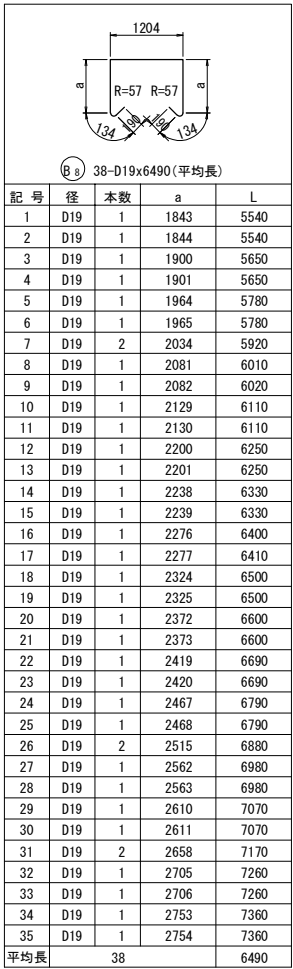 1204
a a
R=57 R=57
134 190 190 134
B8 38-D19x6490(平均長)
記 号 径 本数 a L
1 D19 1 1843 5540
2 D19 1 1844 5540
3 D19 1 1900 5650
4 D19 1 1901 5650
5 D19 1 1964 5780
6 D19 1 1965 5780
7 D19 2 2034 5920
8 D19 1 2081 6010
9 D19 1 2082 6020
10 D19 1 2129 6110
11 D19 1 2130 6110
12 D19 1 2200 6250
13 D19 1 2201 6250
14 D19 1 2238 6330
15 D19 1 2239 6330
16 D19 1 2276 6400
17 D19 1 2277 6410
18 D19 1 2324 6500
19 D19 1 2325 6500
20 D19 1 2372 6600
21 D19 1 2373 6600
22 D19 1 2419 6690
23 D19 1 2420 6690
24 D19 1 2467 6790
25 D19 1 2468 6790
26 D19 2 2515 6880
27 D19 1 2562 6980
28 D19 1 2563 6980
29 D19 1 2610 7070
30 D19 1 2611 7070
31 D19 2 2658 7170
32 D19 1 2705 7260
33 D19 1 2706 7260
34 D19 1 2753 7360
35 D19 1 2754 7360
平均長 38 6490